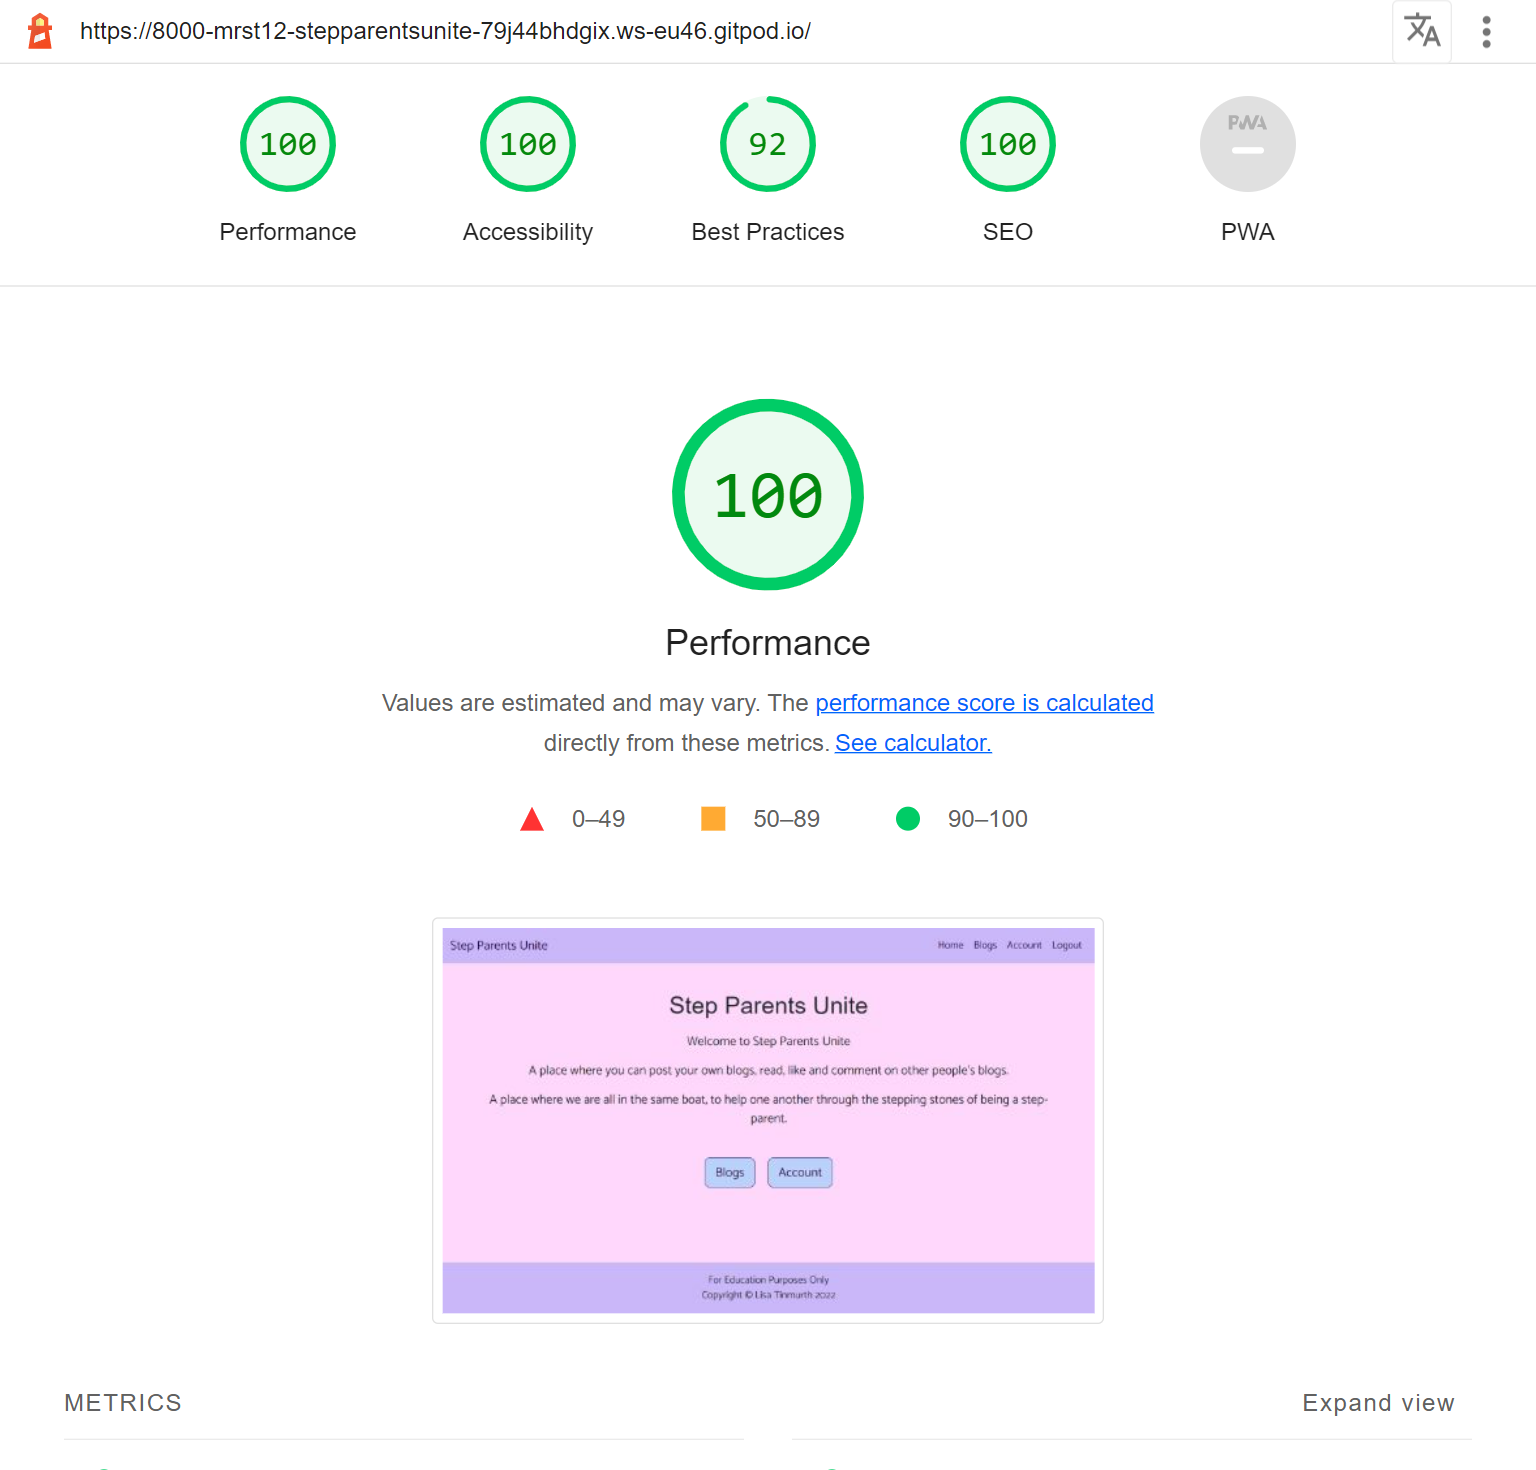 https://8000-mrst12-stepparentsunite-79j44bhdgix.ws-eu46.gitpod.io/
100
100
92
100
PWA
Performance
Accessibility
Best Practices
SEO
PWA
100
Performance
Values are estimated and may vary. The performance score is calculated
directly from these metrics. See calculator.
0–49
50–89
90–100
Step Parents Unite
Home Blogs Account Logout
Step Parents Unite
Welcome to Step Parents Unite
A place where you can post your own blogs, read, like and comment on other people's blogs.
A place where we are all in the same boat, to help one another through the stepping stones of being a step-
parent.
Blogs
Account
For Education Purposes Only
Copyright © Lisa Tinmurth 2022
METRICS
Expand view